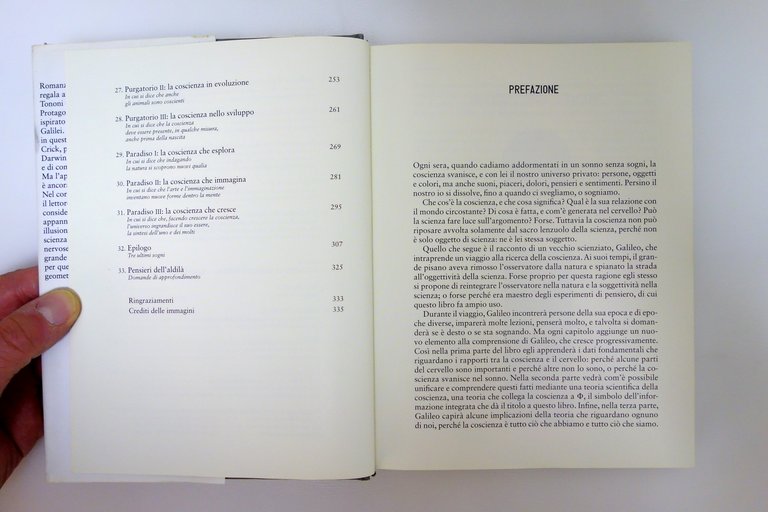 Romanz
regala a
Tononi
Protago
ispirato
Galilei.
in quest
Crick, p
Darwin
e di con
Ma l'ap
è ancora
Nel cor
il lettor
conside
appann
illusion
scienza
nervose
grande
per que
geomet
27. Purgatorio II: la coscienza in evoluzione 253
In cui si dice che anche
gli animali sono coscienti
28. Purgatorio III: la coscienza nello sviluppo 261
In cui si dice che la coscienza
deve essere presente, in qualche misura,
anche prima della nascita
29. Paradiso I: la coscienza che esplora 269
In cui si dice che indagando
la natura si scoprono nuovi qualia
30. Paradiso II: la coscienza che immagina 281
In cui si dice che l'arte e l'immaginazione
inventano nuove forme dentro la mente
31. Paradiso III: la coscienza che cresce 295
In cui si dice che, facendo crescere la coscienza,
l'universo ingrandisce il suo essere,
la sintesi dell'uno e dei molti
32. Epilogo 307
Tre ultimi sogni
33. Pensieri dell'aldilà 325
Domande di approfondimento
Ringraziamenti 333
Crediti delle immagini 335
PREFAZIONE
Ogni sera, quando cadiamo addormentati in un sonno senza sogni, la
coscienza svanisce, e con lei il nostro universo privato: persone, oggetti
e colori, ma anche suoni, piaceri, dolori, pensieri e sentimenti. Persino il
nostro io si dissolve, fino a quando ci svegliamo, o sogniamo.
Che cos'è la coscienza, e che cosa significa? Qual è la sua relazione con
il mondo circostante? Di cosa è fatta, e com'è generata nel cervello? Può
la scienza fare luce sull'argomento? Forse. Tuttavia la coscienza non può
riposare avvolta solamente dal sacro lenzuolo della scienza, perché non
è solo oggetto di scienza: ne è lei stessa soggetto.
Quello che segue è il racconto di un vecchio scienziato, Galileo, che
intraprende un viaggio alla ricerca della coscienza. Ai suoi tempi, il gran-
de pisano aveva rimosso l'osservatore dalla natura e spianato la strada
all'oggettività della scienza. Forse proprio per questa ragione egli stes-
so si propone di reintegrare l'osservatore nella natura e la soggettività nella
scienza; o forse perché era maestro degli esperimenti di pensiero, di cui
questo libro fa ampio uso.
Durante il viaggio, Galileo incontrerà persone della sua epoca e di epo-
che diverse, imparerà molte lezioni, penserà molto, e talvolta si doman-
derà se è desto o se sta sognando. Ma ogni capitolo aggiunge un nuo-
vo elemento alla comprensione di Galileo, che cresce progressivamente.
Così nella prima parte del libro egli apprenderà i dati fondamentali che
riguardano i rapporti tra la coscienza e il cervello: perché alcune parti
del cervello sono importanti e perché altre non lo sono, o perché la co-
scienza svanisce nel sonno. Nella seconda parte vedrà com'è possibile
unificare e comprendere questi fatti mediante una teoria scientifica della
coscienza, una teoria che collega la coscienza a Φ, il simbolo dell'infor-
mazione integrata che dà il titolo a questo libro. Infine, nella terza parte,
Galileo capirà alcune implicazioni della teoria che riguardano ognuno
di noi, perché la coscienza è tutto ciò che abbiamo e tutto ciò che siamo.